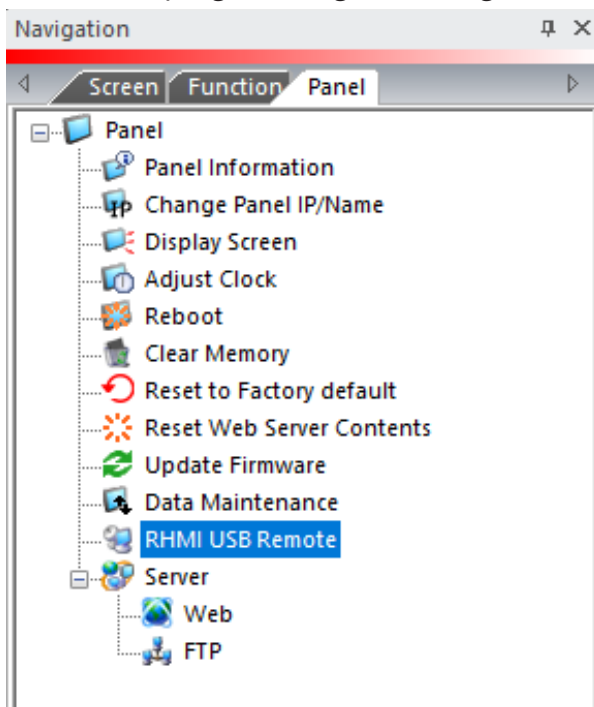 Navigation
Screen Function Panel
Panel
Panel Information
IP Change Panel IP/Name
Display Screen
Adjust Clock
Reboot
Clear Memory
Reset to Factory default
Reset Web Server Contents
Update Firmware
Data Maintenance
RHMI USB Remote
Server
Web
FTP